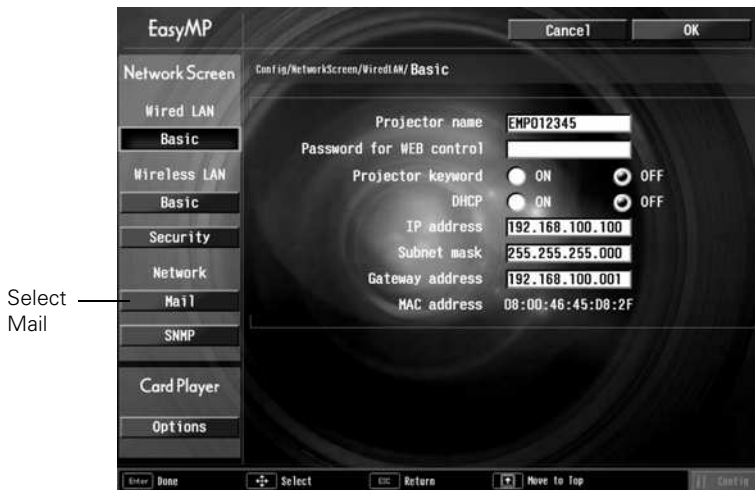 EasyMP
Cancel
OK
Network Screen
Config/NetworkScreen/WiredLAN/Basic
Wired LAN
Basic
Wireless LAN
Basic
Security
Network
Mail
SNMP
Card Player
Options
Projector name EMP012345
Password for WEB control
Projector keyword ON OFF
DHCP ON OFF
IP address 192.168.100.100
Subnet mask 255.255.255.000
Gateway address 192.168.100.001
MAC address 08:00:46:45:D8:2F
Select
Mail
Enter Done
Select
ESC Return
Move to Top
Config